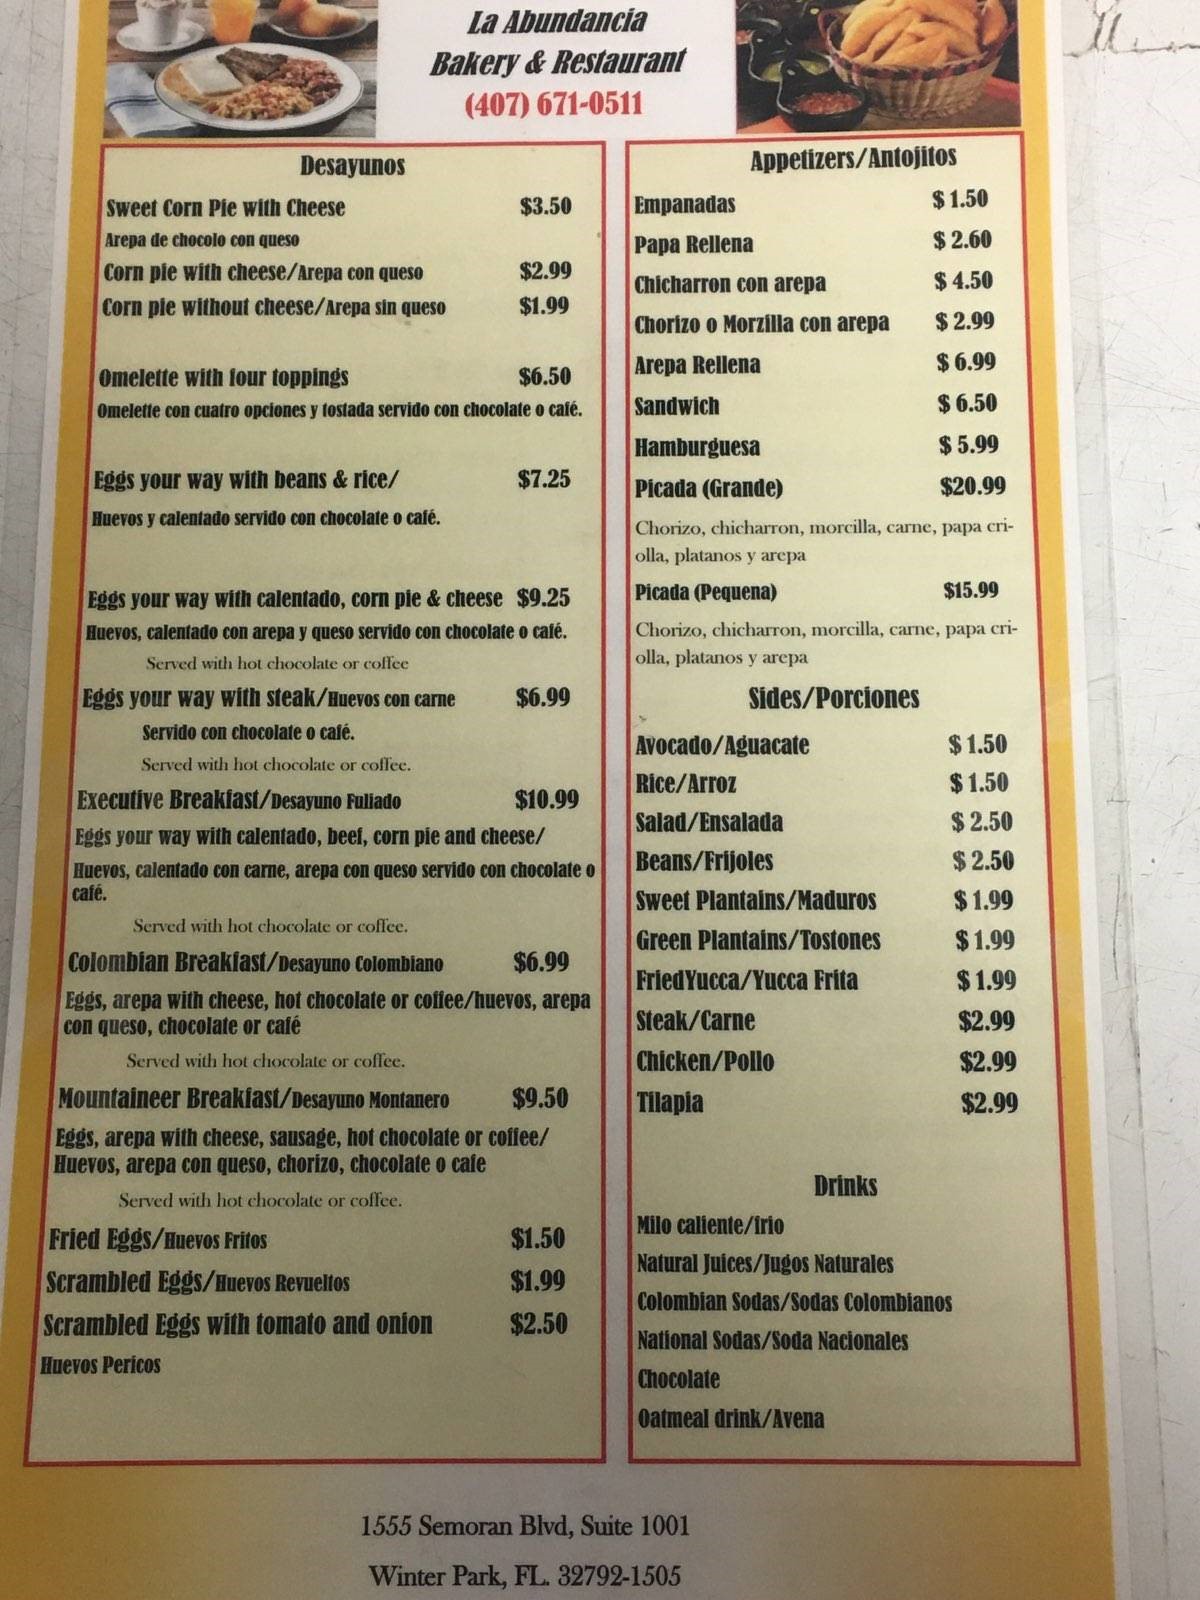 La Abundancia
Bakery & Restaurant
(407) 671-0511
Desayunos
Sweet Corn Pie with Cheese $3.50
Arepa de chocolo con queso
Corn pie with cheese/Arepa con queso $2.99
Corn pie without cheese/Arepa sin queso $1.99
Omelette with four toppings $6.50
Omelette con cuatro opciones y tostada servido con chocolate o café.
Eggs your way with beans & rice/ $7.25
Huevos y calentado servido con chocolate o café.
Eggs your way with calentado, corn pie & cheese $9.25
Huevos, calentado con arepa y queso servido con chocolate o café.
Served with hot chocolate or coffee
Eggs your way with steak/Huevos con carne $6.99
Servido con chocolate o café.
Served with hot chocolate or coffee.
Executive Breakfast/Desayuno Fuliado $10.99
Eggs your way with calentado, beef, corn pie and cheese/
Huevos, calentado con carne, arepa con queso servido con chocolate o
café.
Served with hot chocolate or coffee.
Colombian Breakfast/Desayuno Colombiano $6.99
Eggs, arepa with cheese, hot chocolate or coffee/huevos, arepa
con queso, chocolate or café
Served with hot chocolate or coffee.
Mountaineer Breakfast/Desayuno Montanero $9.50
Eggs, arepa with cheese, sausage, hot chocolate or coffee/
Huevos, arepa con queso, chorizo, chocolate o cafe
Served with hot chocolate or coffee.
Fried Eggs/Huevos Fritos $1.50
Scrambled Eggs/Huevos Revueltos $1.99
Scrambled Eggs with tomato and onion $2.50
Huevos Pericos
Appetizers/Antojitos
Empanadas $ 1.50
Papa Rellena $ 2.60
Chicharron con arepa $ 4.50
Chorizo o Morzilla con arepa $ 2.99
Arepa Rellena $ 6.99
Sandwich $ 6.50
Hamburguesa $ 5.99
Picada (Grande) $20.99
Chorizo, chicharron, morcilla, carne, papa cri-
olla, platanos y arepa
Picada (Pequena) $15.99
Chorizo, chicharron, morcilla, carne, papa cri-
olla, platanos y arepa
Sides/Porciones
Avocado/Aguacate $ 1.50
Rice/Arroz $ 1.50
Salad/Ensalada $ 2.50
Beans/Frijoles $ 2.50
Sweet Plantains/Maduros $ 1.99
Green Plantains/Tostones $ 1.99
FriedYucca/Yucca Frita $ 1.99
Steak/Carne $2.99
Chicken/Pollo $2.99
Tilapia $2.99
Drinks
Milo caliente/frio
Natural Juices/Jugos Naturales
Colombian Sodas/Sodas Colombianos
National Sodas/Soda Nacionales
Chocolate
Oatmeal drink/Avena
1555 Semoran Blvd, Suite 1001
Winter Park, FL. 32792-1505